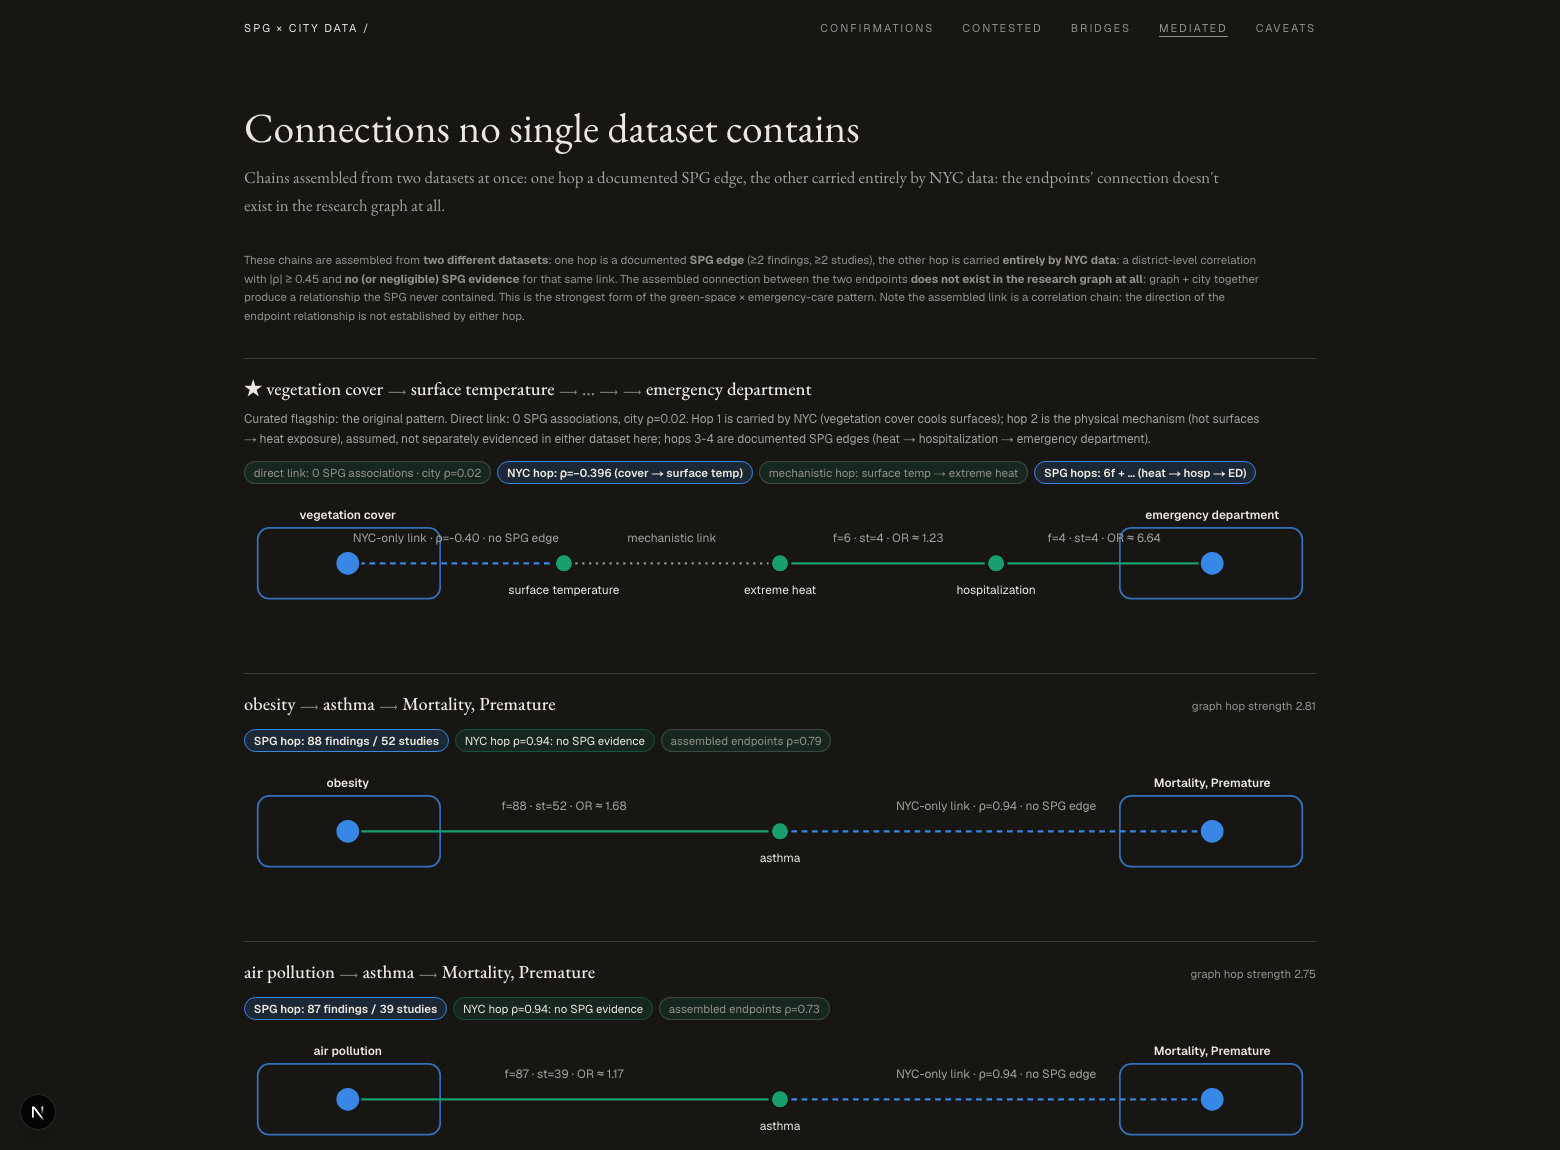 SPG × CITY DATA /
CONFIRMATIONS CONTESTED BRIDGES MEDIATED CAVEATS
Connections no single dataset contains
Chains assembled from two datasets at once: one hop a documented SPG edge, the other carried entirely by NYC data: the endpoints' connection doesn't
exist in the research graph at all.
These chains are assembled from two different datasets: one hop is a documented SPG edge (≥2 findings, ≥2 studies), the other hop is carried entirely by NYC data: a district-level correlation
with |ρ| ≥ 0.45 and no (or negligible) SPG evidence for that same link. The assembled connection between the two endpoints does not exist in the research graph at all: graph + city together
produce a relationship the SPG never contained. This is the strongest form of the green-space × emergency-care pattern. Note the assembled link is a correlation chain: the direction of the
endpoint relationship is not established by either hop.
★ vegetation cover → surface temperature → ... → → emergency department
Curated flagship: the original pattern. Direct link: 0 SPG associations, city ρ=0.02. Hop 1 is carried by NYC (vegetation cover cools surfaces); hop 2 is the physical mechanism (hot surfaces
→ heat exposure), assumed, not separately evidenced in either dataset here; hops 3-4 are documented SPG edges (heat → hospitalization → emergency department).
direct link: 0 SPG associations · city ρ=0.02 NYC hop: ρ=−0.396 (cover → surface temp) mechanistic hop: surface temp → extreme heat SPG hops: 6f + … (heat → hosp → ED)
vegetation cover emergency department
NYC-only link · ρ=-0.40 · no SPG edge mechanistic link f=6 · st=4 · OR ≈ 1.23 f=4 · st=4 · OR ≈ 6.64
surface temperature extreme heat hospitalization
obesity → asthma → Mortality, Premature graph hop strength 2.81
SPG hop: 88 findings / 52 studies NYC hop ρ=0.94: no SPG evidence assembled endpoints ρ=0.79
obesity Mortality, Premature
f=88 · st=52 · OR ≈ 1.68 NYC-only link · ρ=0.94 · no SPG edge
asthma
air pollution → asthma → Mortality, Premature graph hop strength 2.75
SPG hop: 87 findings / 39 studies NYC hop ρ=0.94: no SPG evidence assembled endpoints ρ=0.73
air pollution Mortality, Premature
f=87 · st=39 · OR ≈ 1.17 NYC-only link · ρ=0.94 · no SPG edge
N
asthma